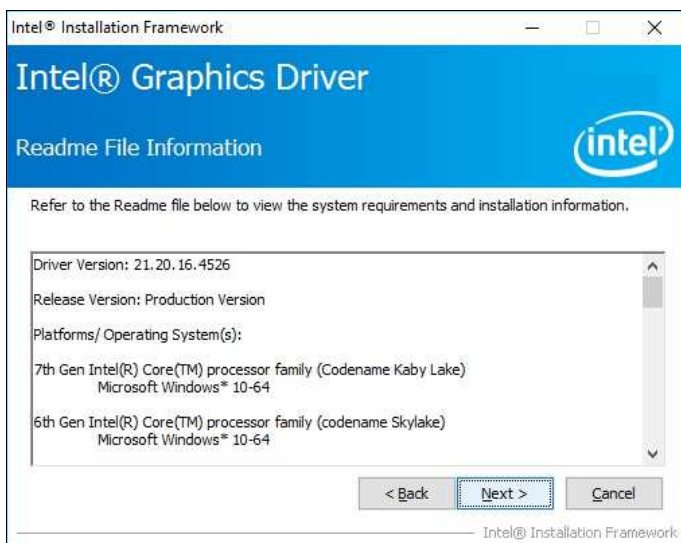 Intel® Installation Framework
Intel® Graphics Driver
Readme File Information
intel
Refer to the Readme file below to view the system requirements and installation information.
Driver Version: 21.20.16.4526
Release Version: Production Version
Platforms/ Operating System(s):
7th Gen Intel(R) Core(TM) processor family (Codename Kaby Lake)
Microsoft Windows* 10-64
6th Gen Intel(R) Core(TM) processor family (codename Skylake)
Microsoft Windows* 10-64
< Back Next > Cancel
Intel® Installation Framework